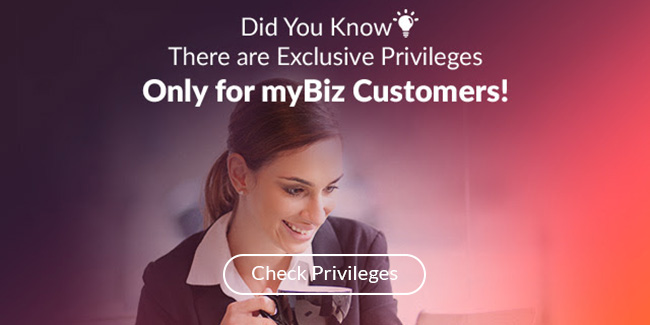 Did You Know
There are Exclusive Privileges
Only for myBiz Customers!
Check Privileges